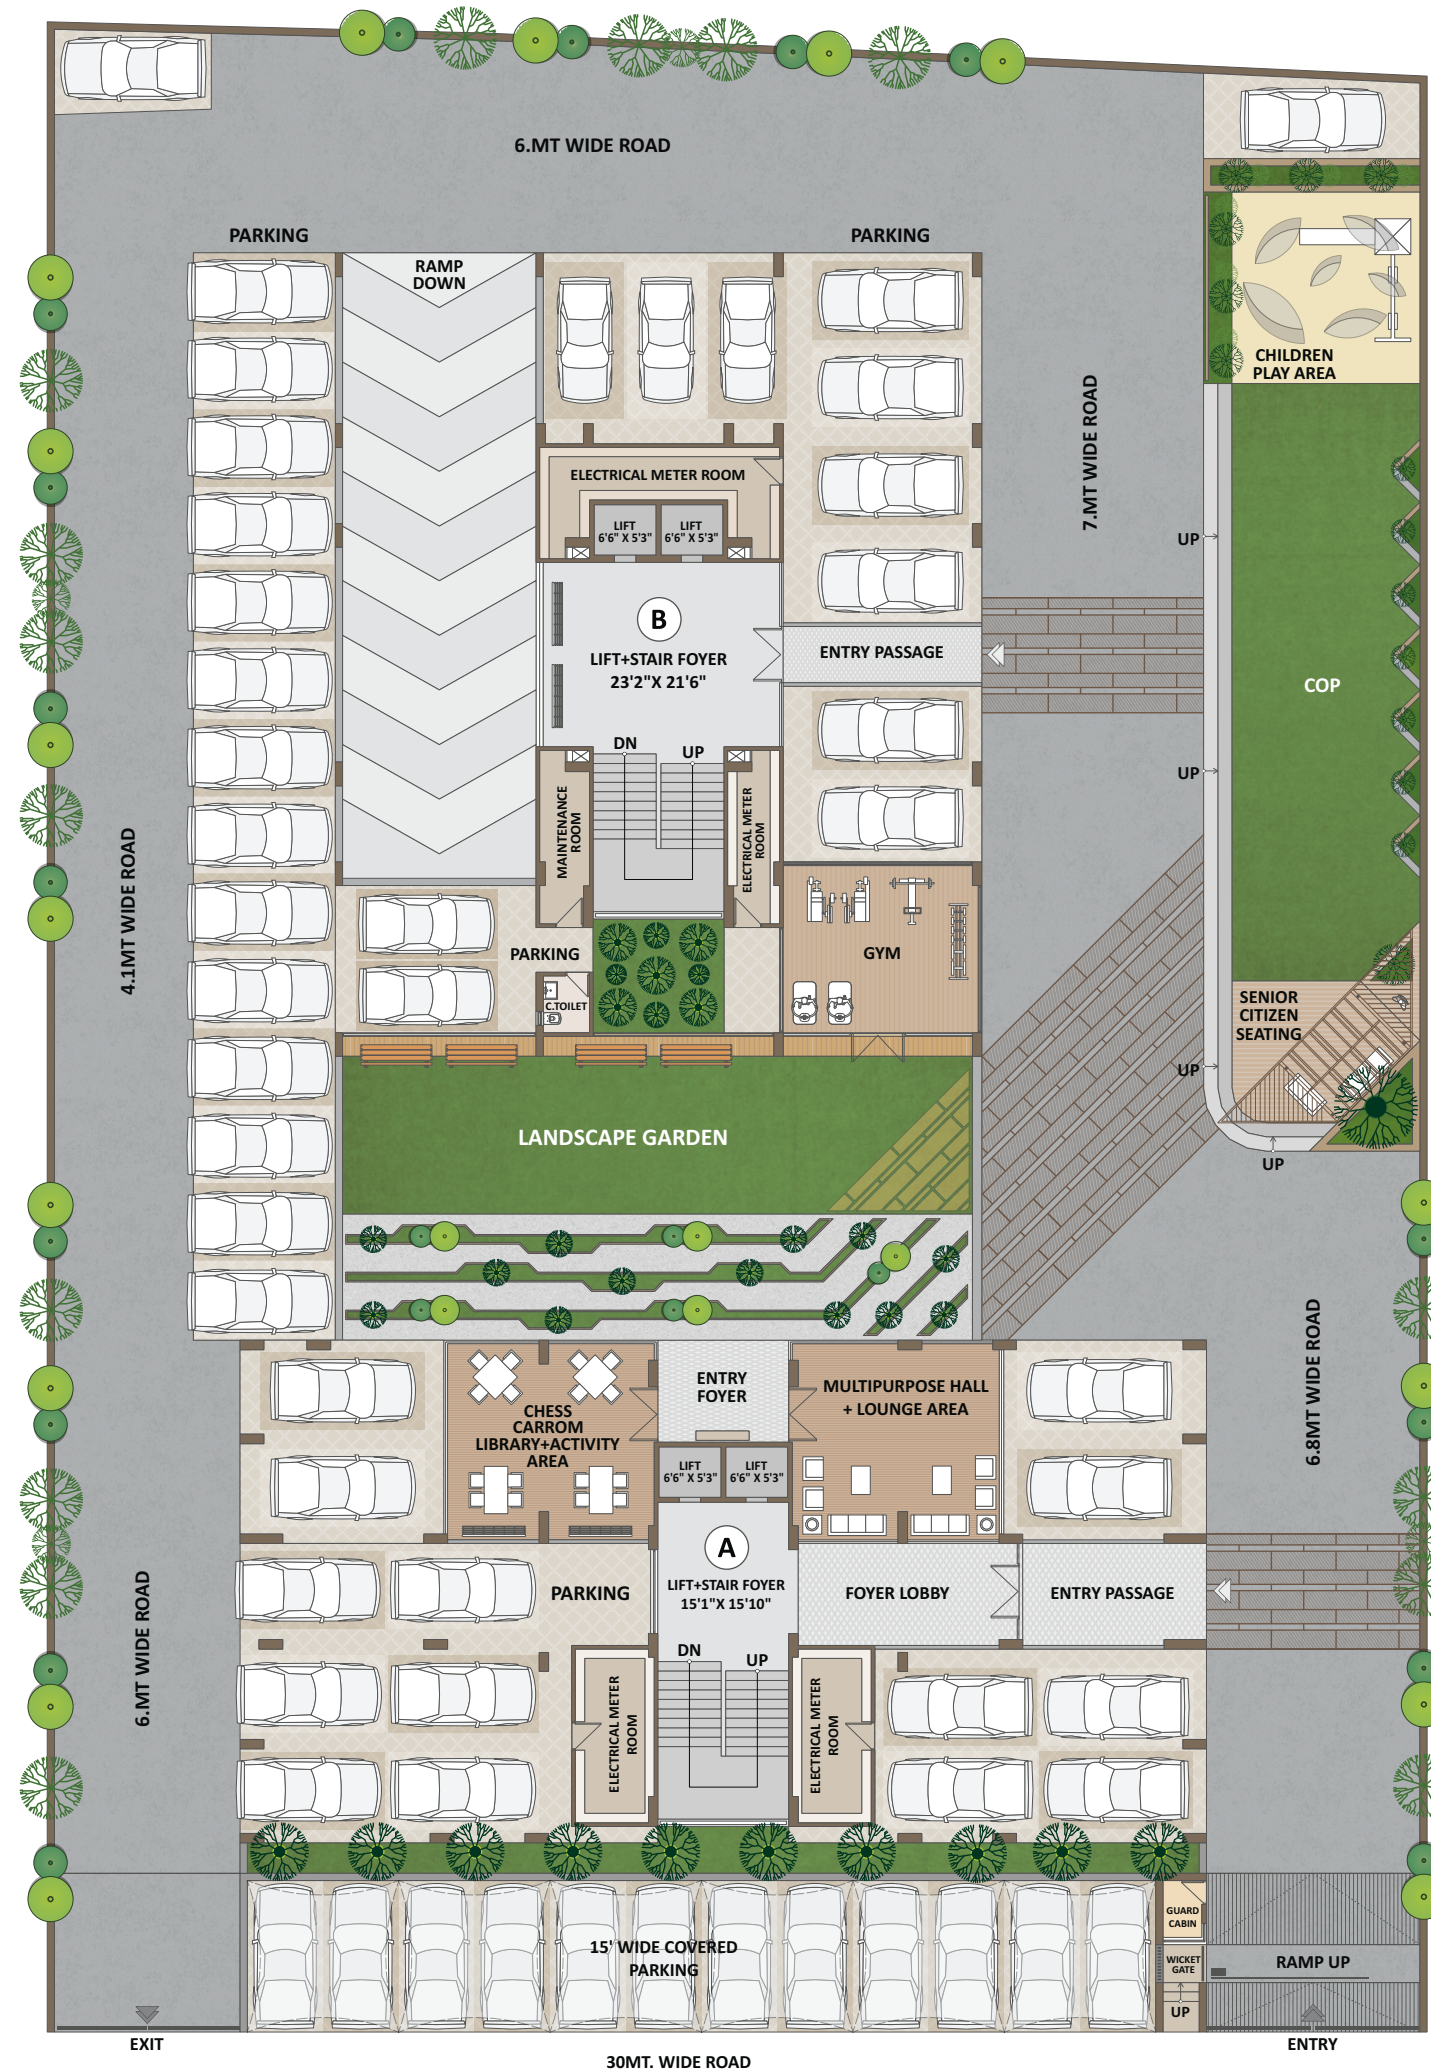 6.MT WIDE ROAD
PARKING
PARKING
RAMP
DOWN
CHILDREN
PLAY AREA
7.MT WIDE ROAD
ELECTRICAL METER ROOM
LIFT
6'6" X 5'3"
LIFT
6'6" X 5'3"
UP
B
LIFT+STAIR FOYER
23'2"X 21'6"
ENTRY PASSAGE
COP
DN
UP
UP
MAINTENANCE
ROOM
ELECTRICAL METER
ROOM
4.1MT WIDE ROAD
PARKING
GYM
C.TOILET
SENIOR
CITIZEN
SEATING
UP
LANDSCAPE GARDEN
UP
6.8MT WIDE ROAD
ENTRY
FOYER
CHESS
CARROM
LIBRARY+ACTIVITY
AREA
MULTIPURPOSE HALL
+ LOUNGE AREA
LIFT
6'6" X 5'3"
LIFT
6'6" X 5'3"
A
LIFT+STAIR FOYER
15'1"X 15'10"
PARKING
FOYER LOBBY
ENTRY PASSAGE
6.MT WIDE ROAD
DN
UP
ELECTRICAL METER
ROOM
ELECTRICAL METER
ROOM
GUARD
CABIN
15' WIDE COVERED
PARKING
WICKET
GATE
RAMP UP
UP
EXIT
ENTRY
30MT. WIDE ROAD